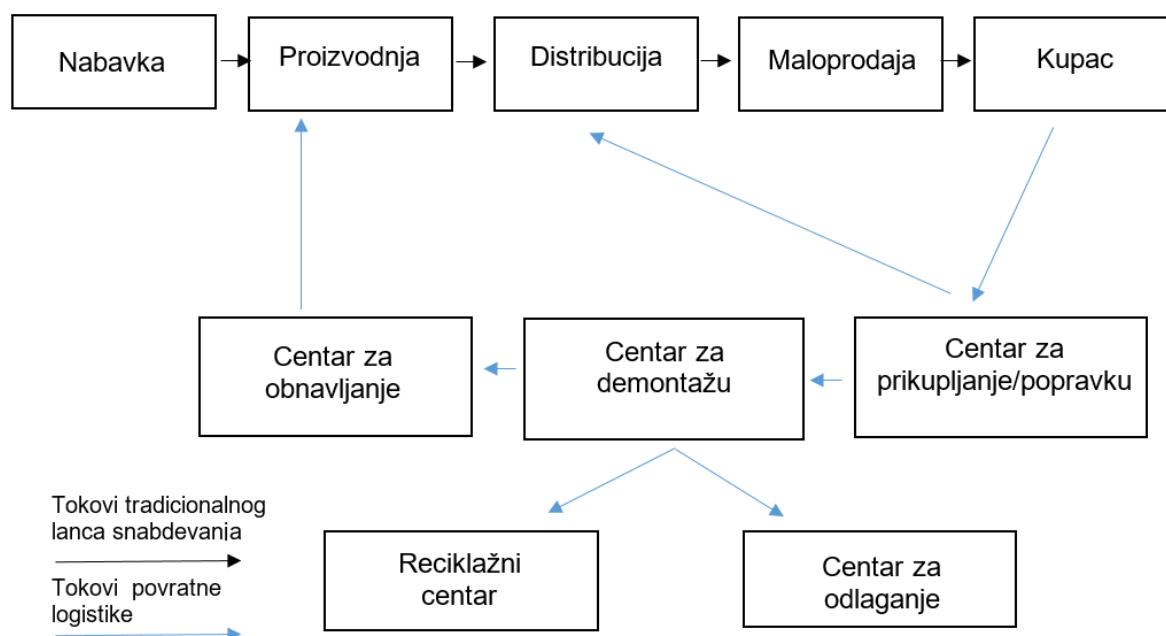 Nabavka
Proizvodnja
Distribucija
Maloprodaja
Kupac
Centar za
obnavljanje
Centar za
demontažu
Centar za
prikupljanje/popravku
Tokovi tradicionalnog
lanca snabdevanja
Tokovi povratne
logistike
Reciklažni
centar
Centar za
odlaganje